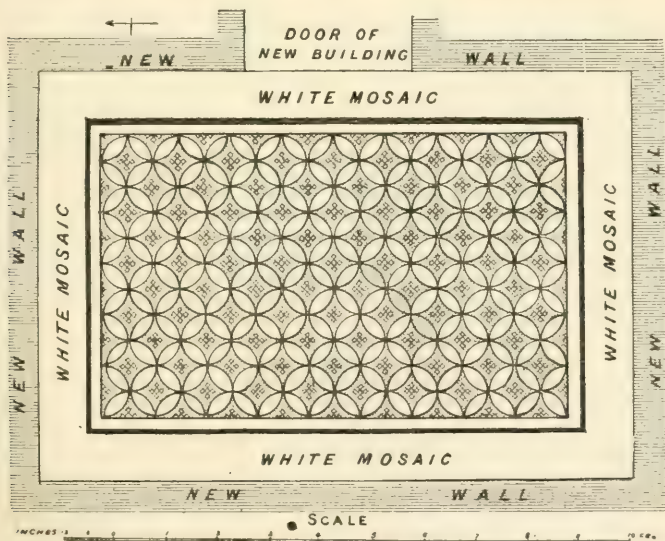 DOOR OF
NEW BUILDING
NEW
WALL
WHITE MOSAIC
NEW WALL
WHITE MOSAIC
WHITE MOSAIC
NEW WALL
WHITE MOSAIC
NEW WALL
SCALE
INCHES